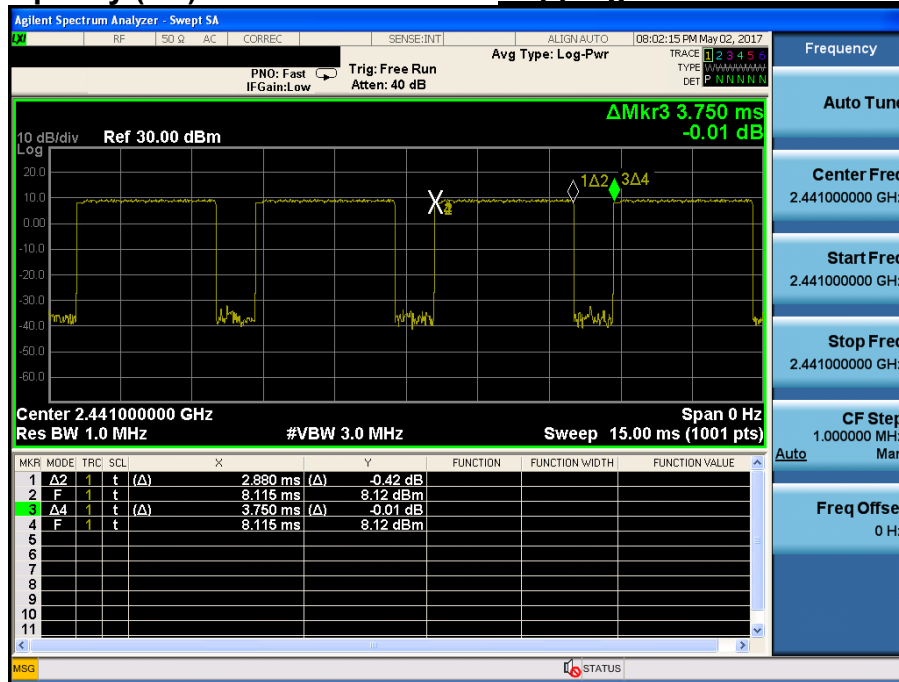 Agilent Spectrum Analyzer - Swept SA
LXI RF 50 Ω AC CORREC SENSE:INT ALIGN AUTO 08:02:15 PM May 02, 2017
Avg Type: Log-Pwr TRACE 1 2 3 4 5 6
PNO: Fast Trig: Free Run TYPE WWWWWW
IFGain:Low Atten: 40 dB DET P N N N N N
ΔMkr3 3.750 ms
10 dB/div Ref 30.00 dBm -0.01 dB
Log
20.0
1Δ2 3Δ4
10.0
0.00
-10.0
-20.0
-30.0
-40.0
-50.0
-60.0
Center 2.441000000 GHz Span 0 Hz
Res BW 1.0 MHz #VBW 3.0 MHz Sweep 15.00 ms (1001 pts)
MKR MODE TRC SCL X Y FUNCTION FUNCTION WIDTH FUNCTION VALUE
1 Δ2 1 t (Δ) 2.880 ms (Δ) -0.42 dB
2 F 1 t 8.115 ms 8.12 dBm
3 Δ4 1 t (Δ) 3.750 ms (Δ) -0.01 dB
4 F 1 t 8.115 ms 8.12 dBm
5
6
7
8
9
10
11
MSG STATUS
Frequency
Auto Tune
Center Freq
2.441000000 GHz
Start Freq
2.441000000 GHz
Stop Freq
2.441000000 GHz
CF Step
1.000000 MHz
Auto Man
Freq Offset
0 Hz